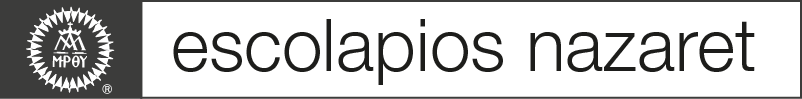 ΜΡΘΥ ®
escolapios nazaret